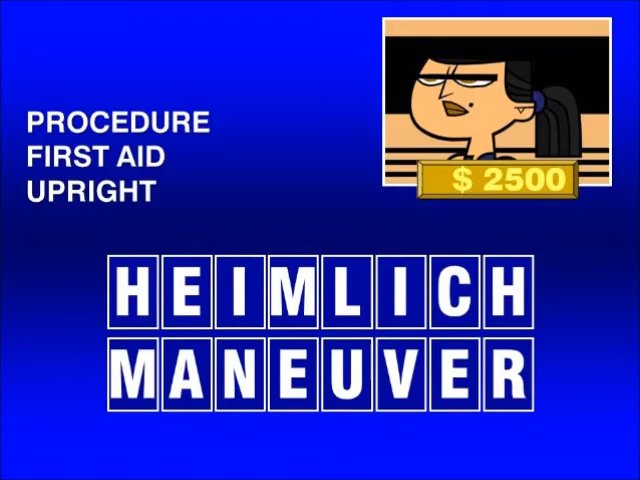 PROCEDURE
FIRST AID
UPRIGHT
$ 2500
HEIMLICH
MANEUVER